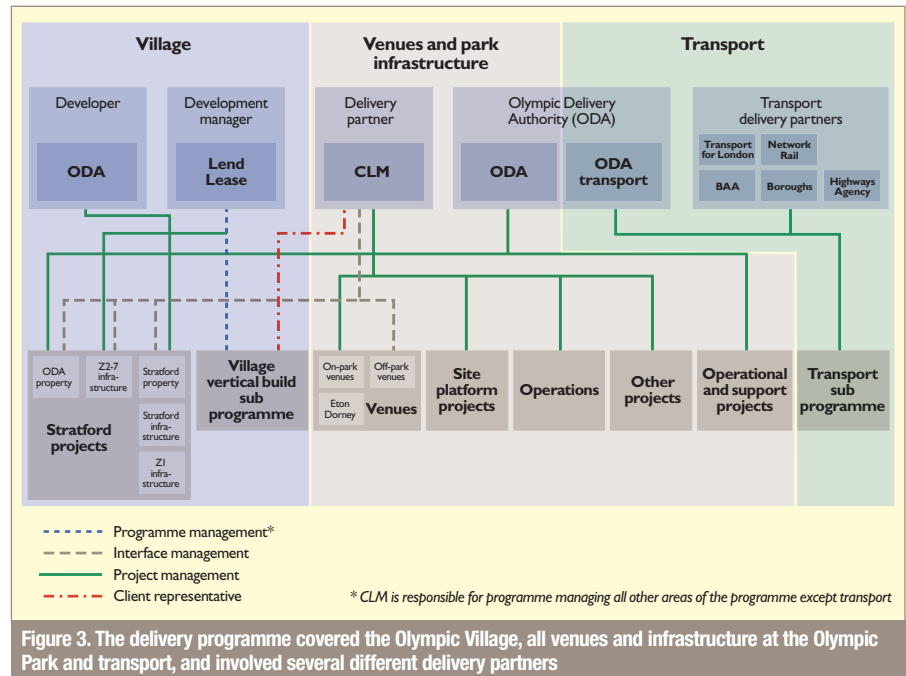 Village
Venues and park
infrastructure
Transport
Developer
ODA
Development
manager
Lend
Lease
Delivery
partner
CLM
Olympic Delivery
Authority (ODA)
ODA
ODA
transport
Transport
delivery partners
Transport
for London
Network
Rail
BAA
Boroughs
Highways
Agency
ODA
property
Z2-7
infra-
structure
Stratford
property
Stratford
infra-
structure
Z1
infra-
structure
Stratford
projects
Village
vertical build
sub
programme
On-park
venues
Off-park
venues
Eton
Dorney
Venues
Site
platform
projects
Operations
Other
projects
Operational
and support
projects
Transport
sub
programme
Programme management*
Interface management
Project management
Client representative
* CLM is responsible for programme managing all other areas of the programme except transport
Figure 3. The delivery programme covered the Olympic Village, all venues and infrastructure at the Olympic
Park and transport, and involved several different delivery partners